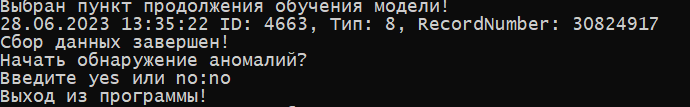 Выбран пункт продолжения обучения модели!
28.06.2023 13:35:22 ID: 4663, Тип: 8, RecordNumber: 30824917
Сбор данных завершен!
Начать обнаружение аномалий?
Введите yes или no:no
Выход из программы!